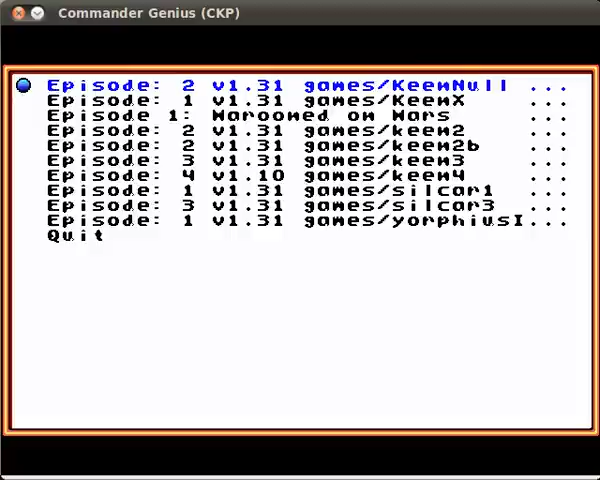 Commander Genius (CKP)
Episode: 2 v1.31 games/KeenNull ...
Episode: 1 v1.31 games/KeenX ...
Episode 1: Marooned on Mars ...
Episode: 2 v1.31 games/keen2 ...
Episode: 2 v1.31 games/keen2b ...
Episode: 3 v1.31 games/keen3 ...
Episode: 4 v1.10 games/keen4 ...
Episode: 1 v1.31 games/silcar1 ...
Episode: 3 v1.31 games/silcar3 ...
Episode: 1 v1.31 games/yorphiusI...
Quit